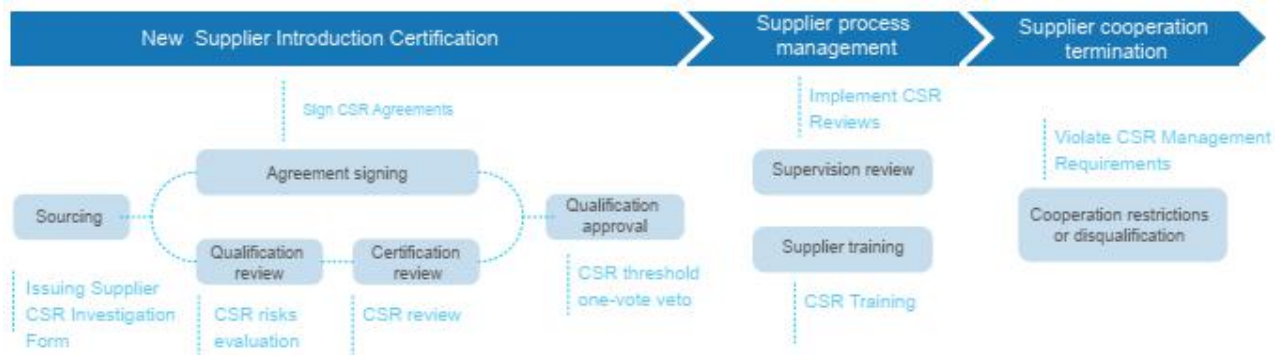 New Supplier Introduction Certification
Supplier process
management
Supplier cooperation
termination
Sign CSR Agreements
Implement CSR
Reviews
Violate CSR Management
Requirements
Agreement signing
Supervision review
Sourcing
Qualification
approval
Cooperation restrictions
or disqualification
Qualification
review
Certification
review
Supplier training
Issuing Supplier
CSR Investigation
Form
CSR risks
evaluation
CSR review
CSR threshold
one-vote veto
CSR Training